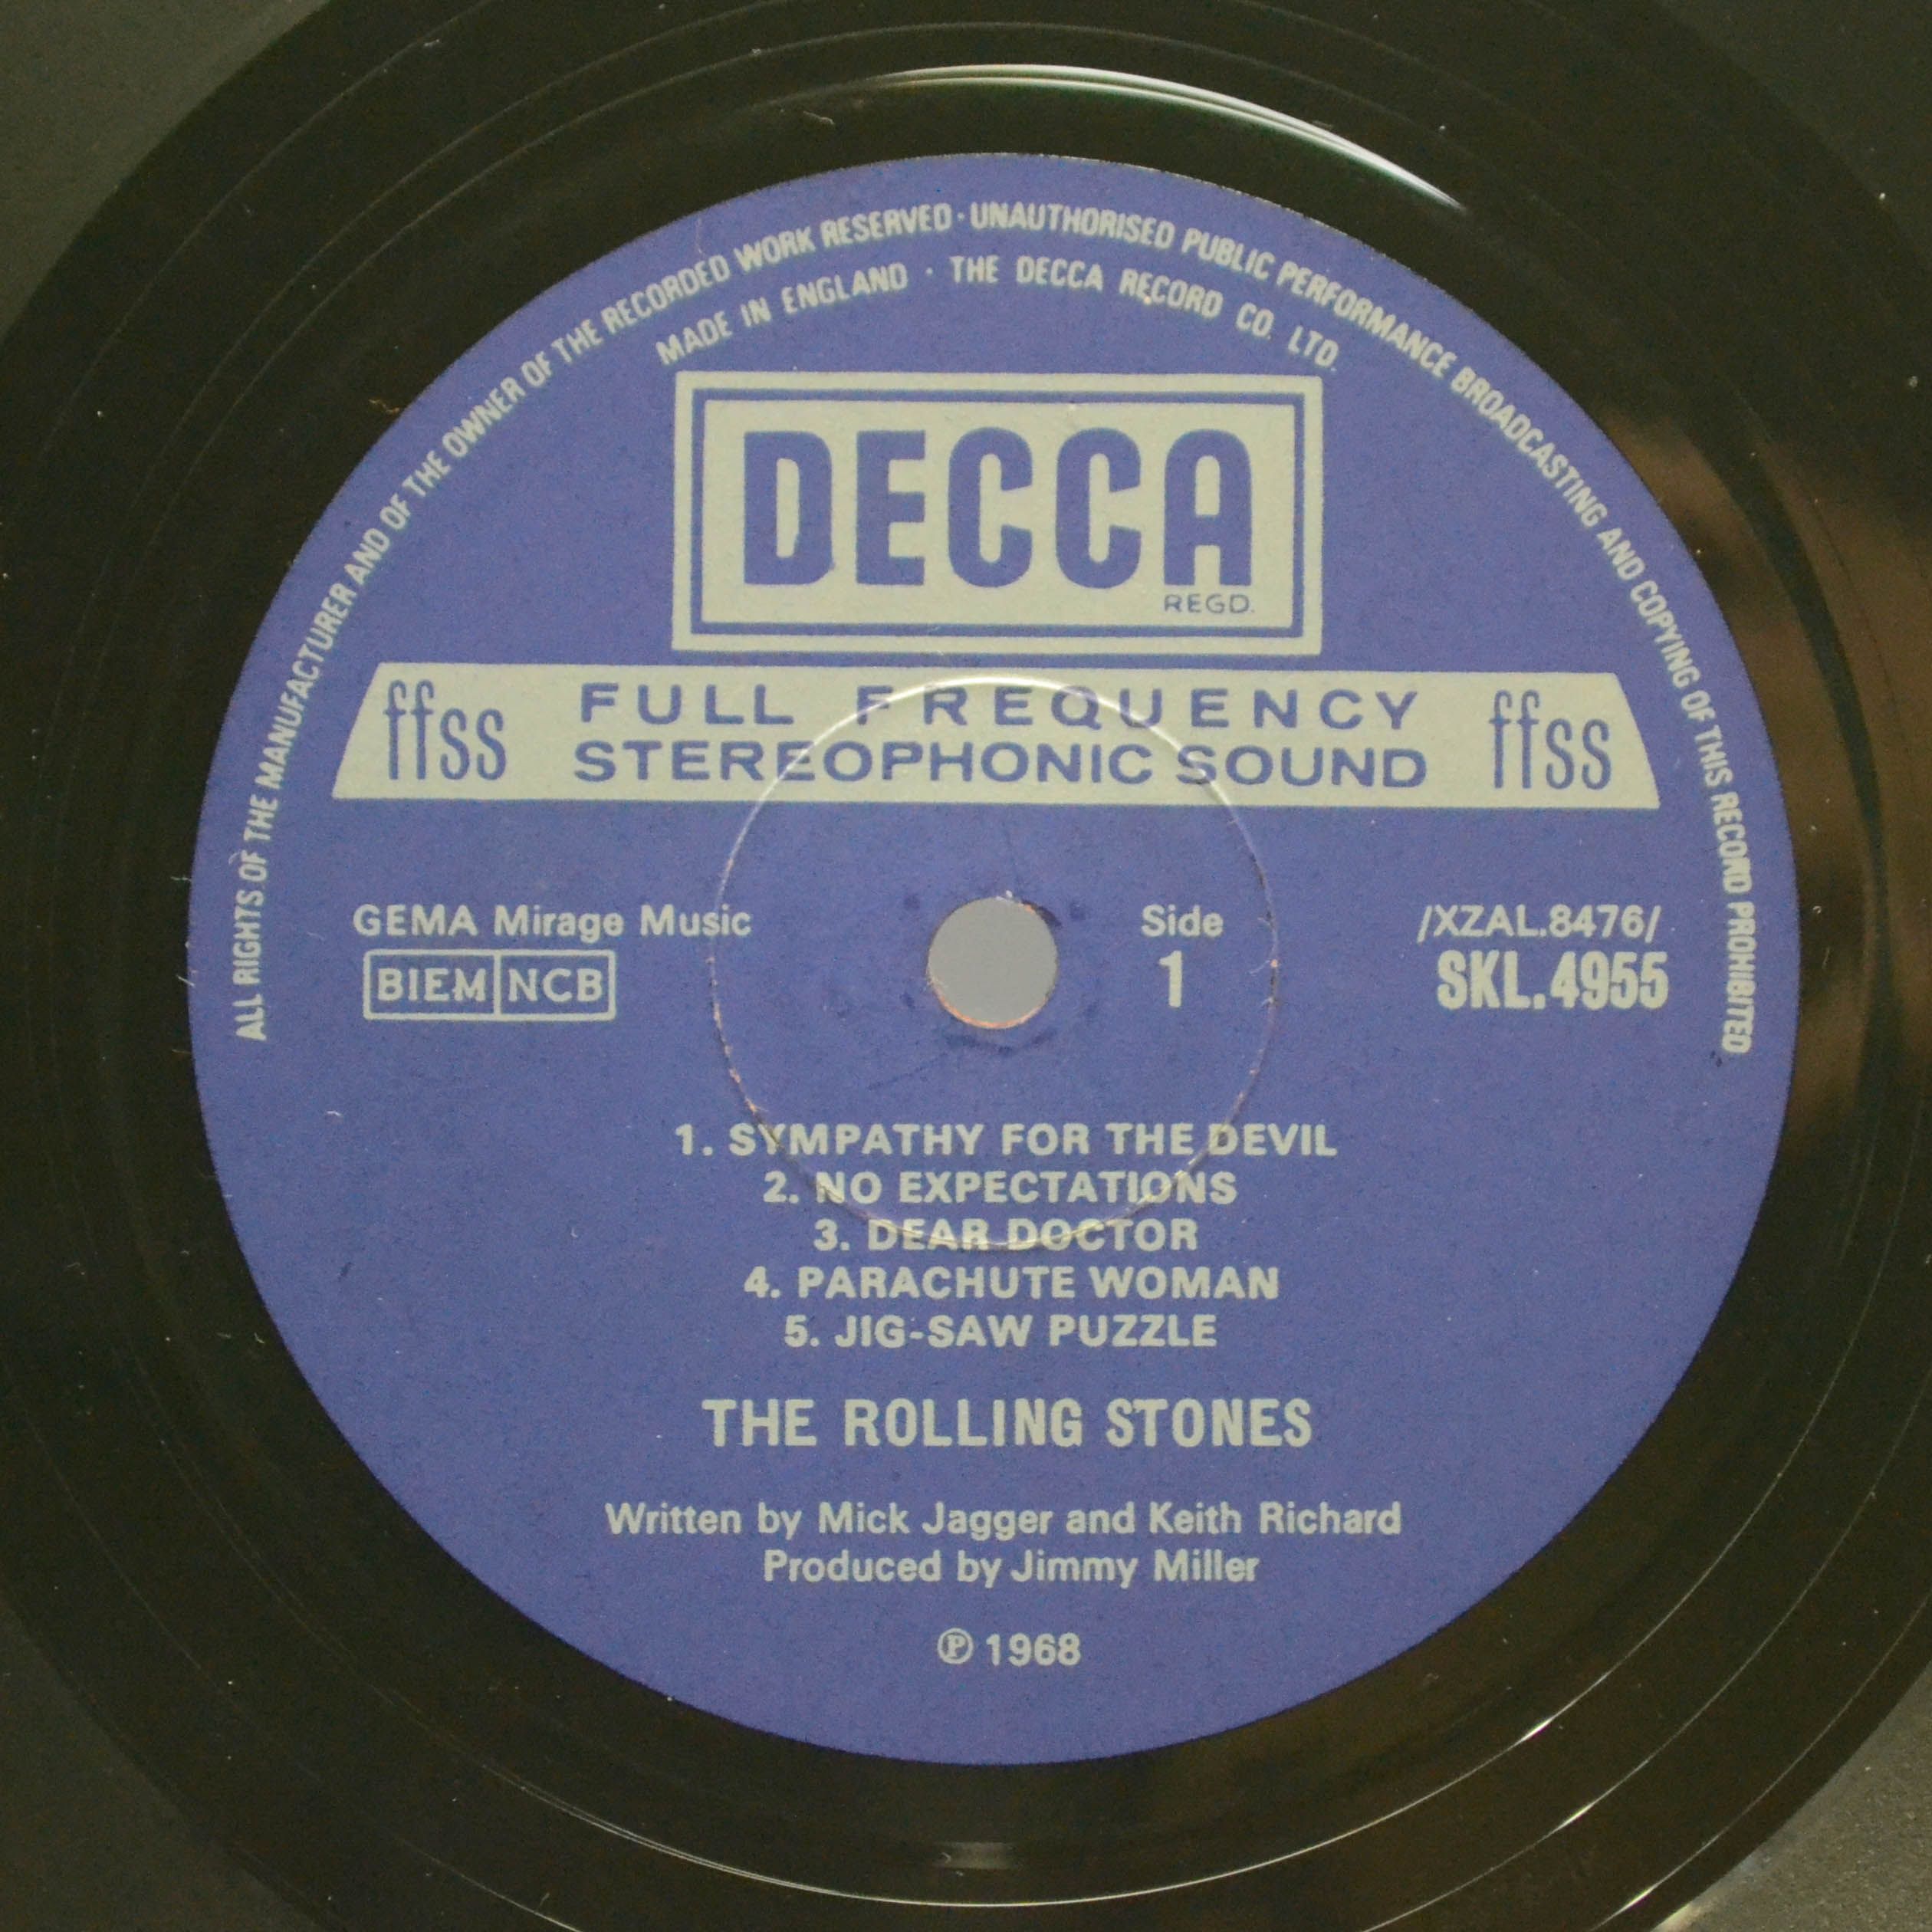 ALL RIGHTS OF THE MANUFACTURER AND OF THE OWNER OF THE RECORDED WORK RESERVED · UNAUTHORISED PUBLIC PERFORMANCE BROADCASTING AND COPYING OF THIS RECORD PROHIBITED
MADE IN ENGLAND · THE DECCA RECORD CO. LTD.
DECCA
REGD.
ffss FULL FREQUENCY ffss
STEREOPHONIC SOUND
GEMA Mirage Music Side /XZAL.8476/
BIEM NCB 1 SKL.4955
1. SYMPATHY FOR THE DEVIL
2. NO EXPECTATIONS
3. DEAR DOCTOR
4. PARACHUTE WOMAN
5. JIG-SAW PUZZLE
THE ROLLING STONES
Written by Mick Jagger and Keith Richard
Produced by Jimmy Miller
℗ 1968